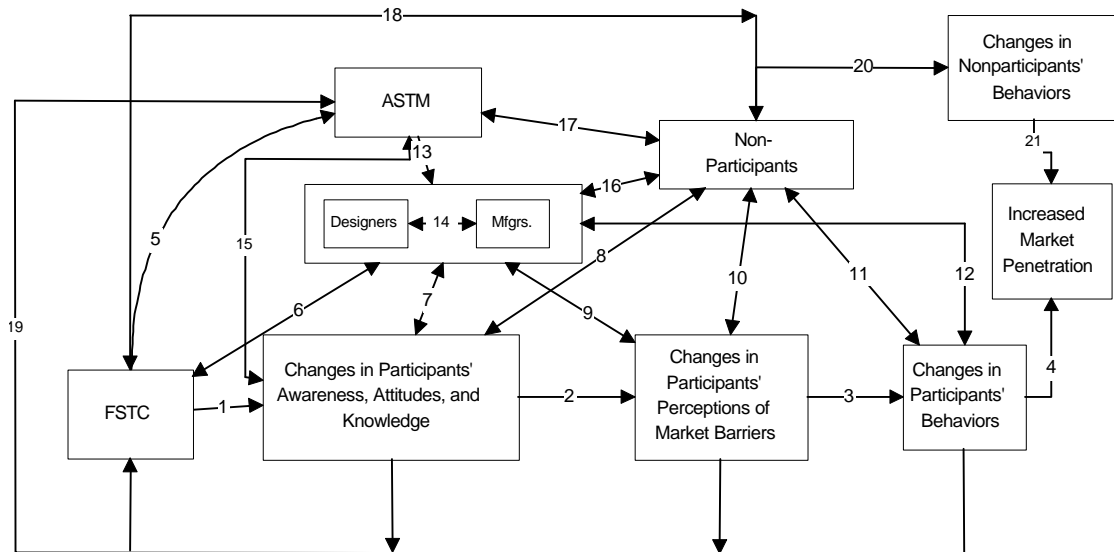 18
Changes in
Nonparticipants'
Behaviors
20
ASTM
17
Non-
Participants
13
21
16
Designers
14
Mfgrs.
Increased
Market
Penetration
5
15
8
7
6
9
10
11
12
19
Changes in Participants'
Awareness, Attitudes, and
Knowledge
Changes in
Participants'
Perceptions of
Market Barriers
Changes in
Participants'
Behaviors
FSTC
1
2
3
4